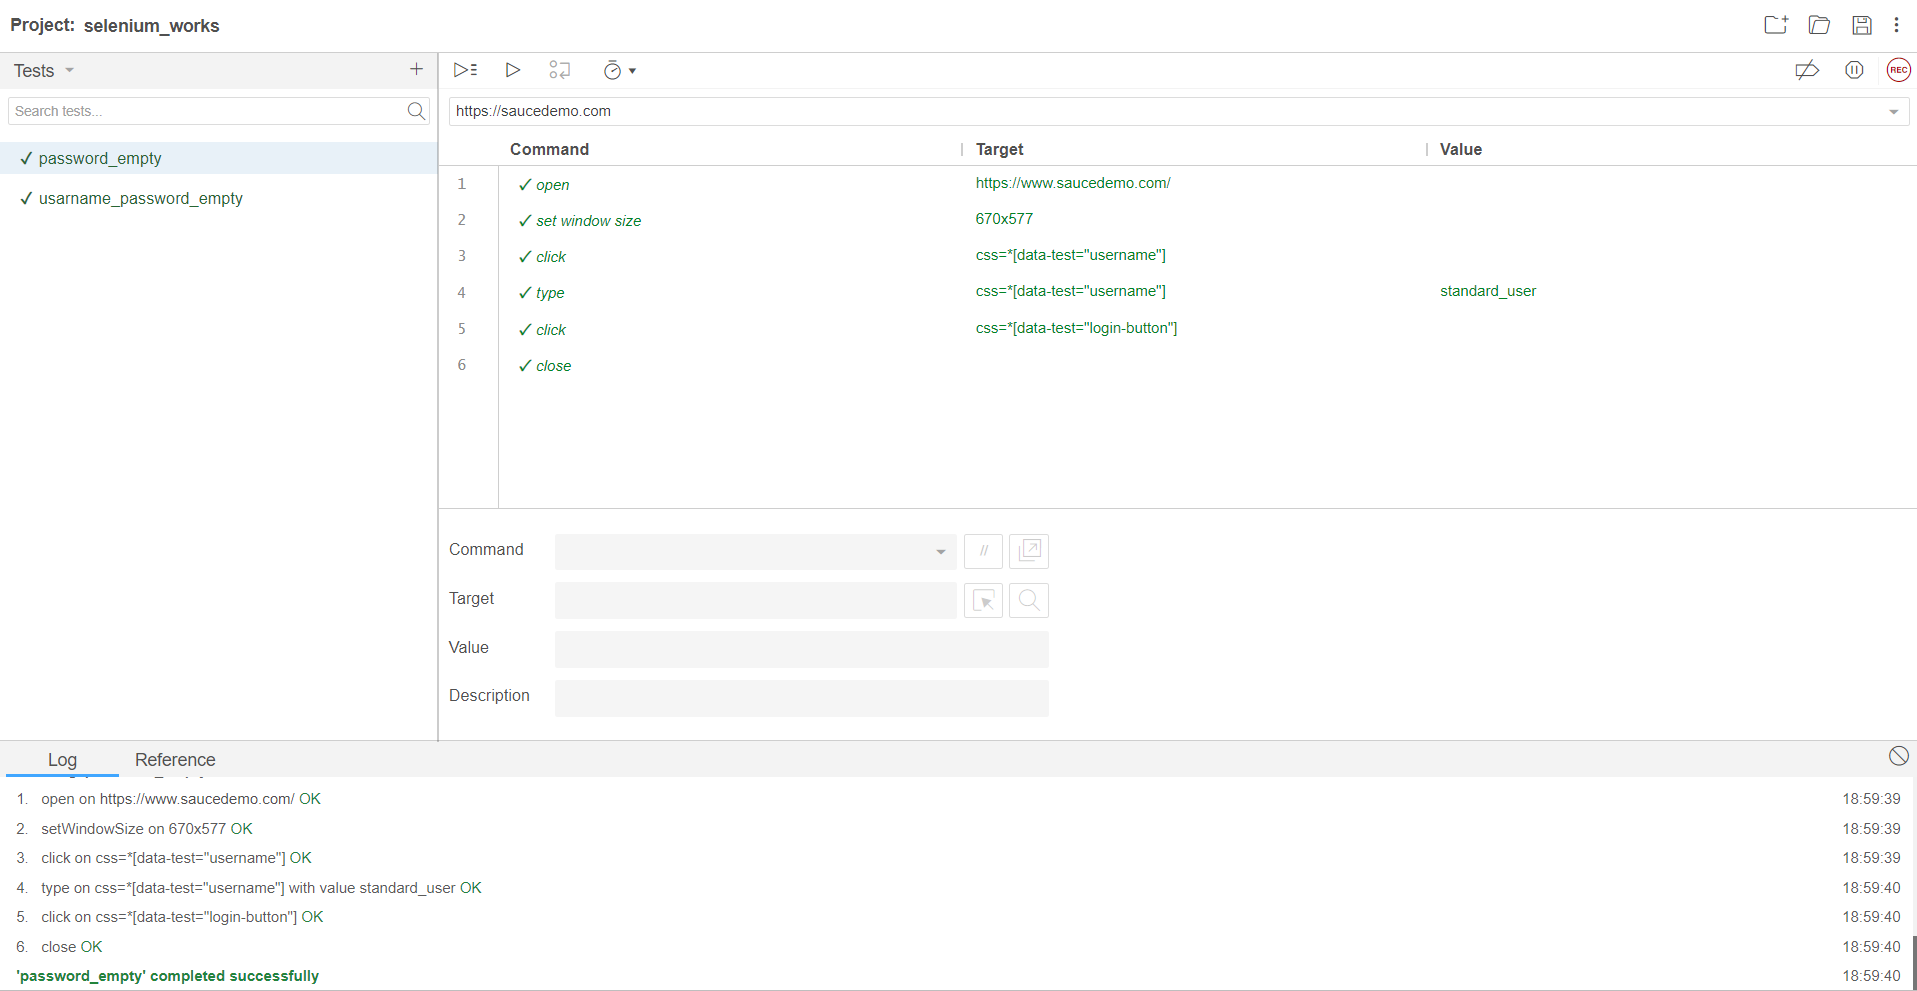 Project: selenium_works
Tests
REC
Search tests...
https://saucedemo.com
Command Target Value
password_empty
usarname_password_empty
1 open https://www.saucedemo.com/
2 set window size 670x577
3 click css=*[data-test="username"]
4 type css=*[data-test="username"] standard_user
5 click css=*[data-test="login-button"]
6 close
Command //
Target
Value
Description
Log Reference
1. open on https://www.saucedemo.com/ OK 18:59:39
2. setWindowSize on 670x577 OK 18:59:39
3. click on css=*[data-test="username"] OK 18:59:39
4. type on css=*[data-test="username"] with value standard_user OK 18:59:40
5. click on css=*[data-test="login-button"] OK 18:59:40
6. close OK 18:59:40
'password_empty' completed successfully 18:59:40